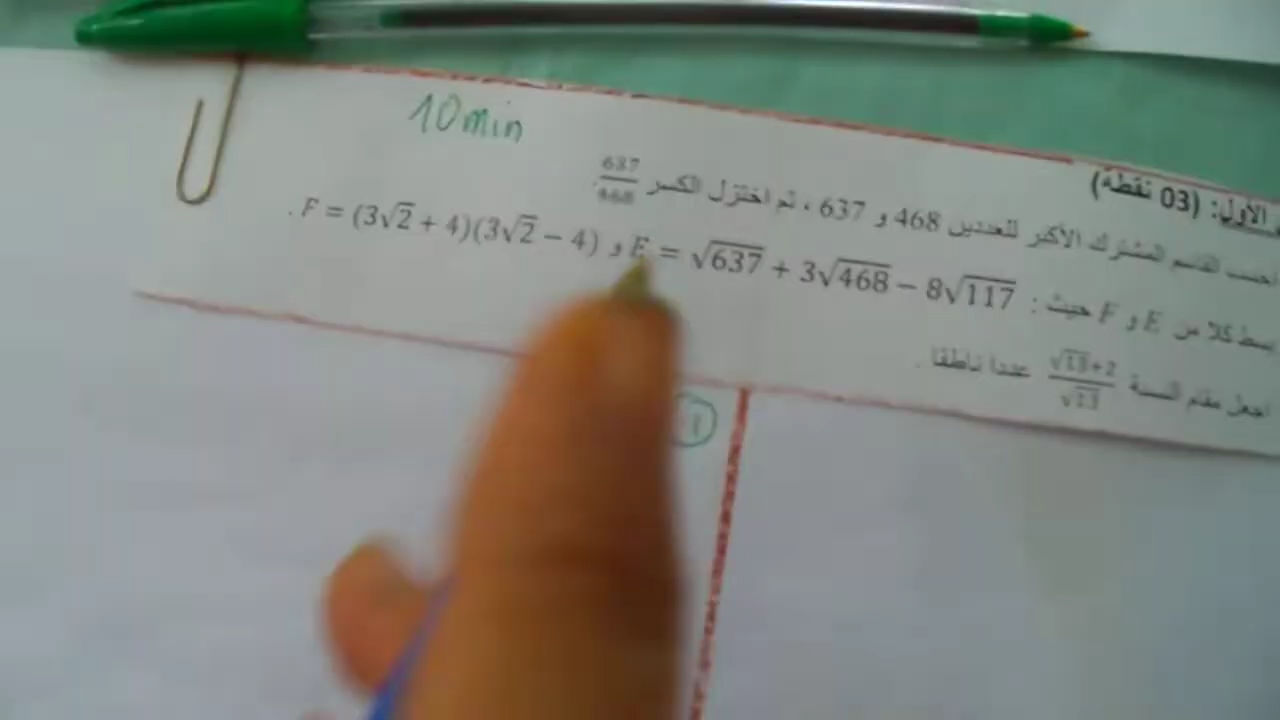 10min
الأول: (03 نقطة)
أحسب القاسم المشترك الأكبر للعددين 468 و 637 ، ثم اختزل الكسر 637/468.
بسط كلا من E و F حيث : E = √637 + 3√468 − 8√117 و F = (3√2 + 4)(3√2 − 4) .
اجعل مقام النسبة (√13+2)/√13 عددا ناطقا .
1